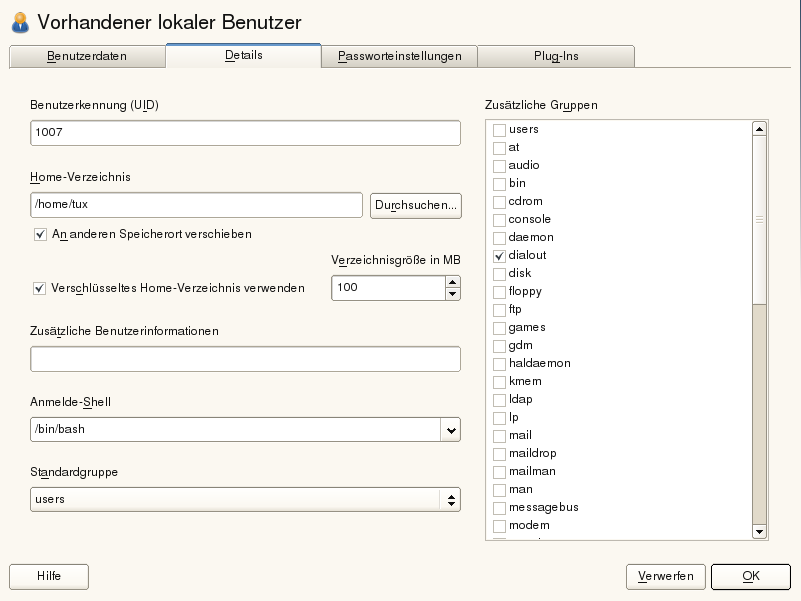 Vorhandener lokaler Benutzer
Benutzerdaten
Details
Passworteinstellungen
Plug-Ins
Benutzerkennung (UID)
1007
Home-Verzeichnis
/home/tux
Durchsuchen...
An anderen Speicherort verschieben
Verzeichnisgröße in MB
Verschlüsseltes Home-Verzeichnis verwenden
100
Zusätzliche Benutzerinformationen
Anmelde-Shell
/bin/bash
Standardgruppe
users
Zusätzliche Gruppen
users
at
audio
bin
cdrom
console
daemon
dialout
disk
floppy
ftp
games
gdm
haldaemon
kmem
ldap
lp
mail
maildrop
mailman
man
messagebus
modem
Hilfe
Verwerfen
OK